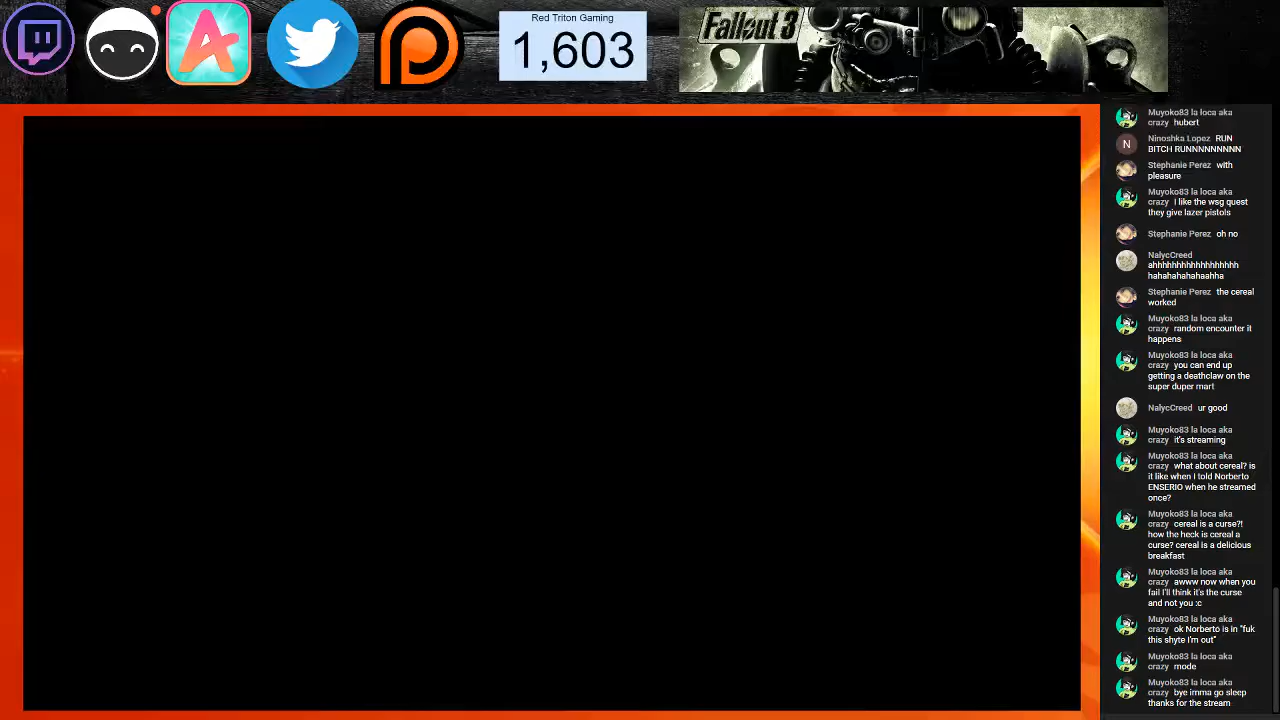 Red Triton Gaming
1,603
Fallout 3
Muyoko83 la loca aka
crazy hubert
Ninoshka Lopez RUN
BITCH RUNNNNNNNNN
Stephanie Perez with
pleasure
Muyoko83 la loca aka
crazy I like the wsg quest
they give lazer pistols
Stephanie Perez oh no
NalycCreed
ahhhhhhhhhhhhhhhhh
hahahahahahaahha
Stephanie Perez the cereal
worked
Muyoko83 la loca aka
crazy random encounter it
happens
Muyoko83 la loca aka
crazy you can end up
getting a deathclaw on the
super duper mart
NalycCreed ur good
Muyoko83 la loca aka
crazy it's streaming
Muyoko83 la loca aka
crazy what about cereal? is
it like when I told Norberto
ENSERIO when he streamed
once?
Muyoko83 la loca aka
crazy cereal is a curse?!
how the heck is cereal a
curse? cereal is a delicious
breakfast
Muyoko83 la loca aka
crazy awww now when you
fail I'll think it's the curse
and not you :c
Muyoko83 la loca aka
crazy ok Norberto is in "fuk
this shyte I'm out"
Muyoko83 la loca aka
crazy mode
Muyoko83 la loca aka
crazy bye imma go sleep
thanks for the stream
N